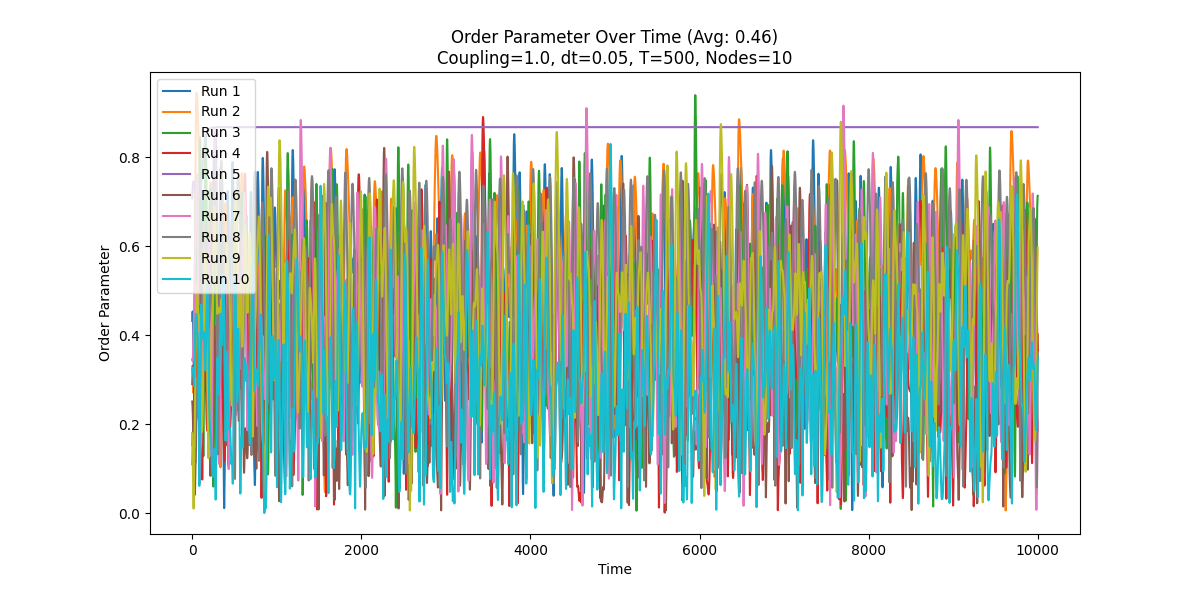 Order Parameter Over Time (Avg: 0.46)
Coupling=1.0, dt=0.05, T=500, Nodes=10
Run 1
Run 2
Run 3
Run 4
Run 5
Run 6
Run 7
Run 8
Run 9
Run 10
Order Parameter
0.8
0.6
0.4
0.2
0.0
0 2000 4000 6000 8000 10000
Time